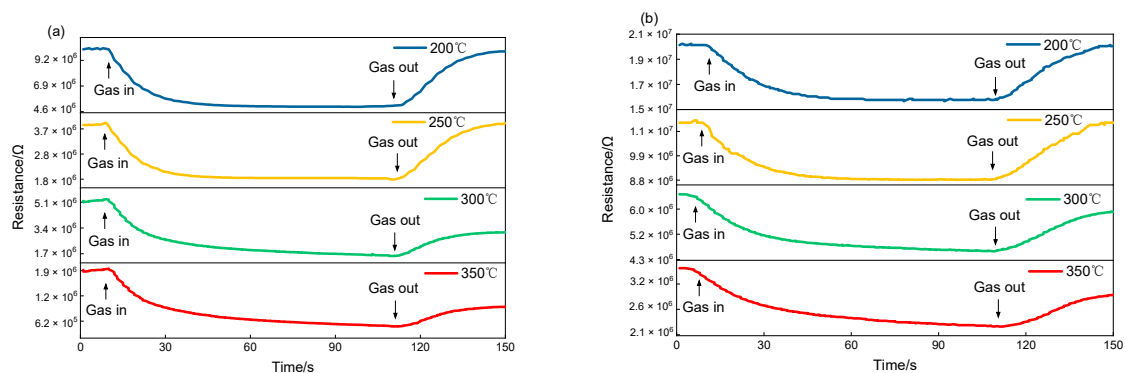 (a)
Resistance/Ω
9.2 × 10⁶
6.9 × 10⁶
4.6 × 10⁶
200℃
Gas in
Gas out
3.7 × 10⁶
2.8 × 10⁶
1.8 × 10⁶
250℃
Gas in
Gas out
5.1 × 10⁶
3.4 × 10⁶
1.7 × 10⁶
300℃
Gas in
Gas out
1.9 × 10⁶
1.2 × 10⁶
6.2 × 10⁵
350℃
Gas in
Gas out
0 30 60 90 120 150
Time/s
(b)
Resistance/Ω
2.1 × 10⁷
1.9 × 10⁷
1.7 × 10⁷
1.5 × 10⁷
200℃
Gas in
Gas out
1.1 × 10⁷
9.9 × 10⁶
8.8 × 10⁶
250℃
Gas in
Gas out
6.0 × 10⁶
5.2 × 10⁶
4.3 × 10⁶
300℃
Gas in
Gas out
3.2 × 10⁶
2.6 × 10⁶
2.1 × 10⁶
350℃
Gas in
Gas out
0 30 60 90 120 150
Time/s